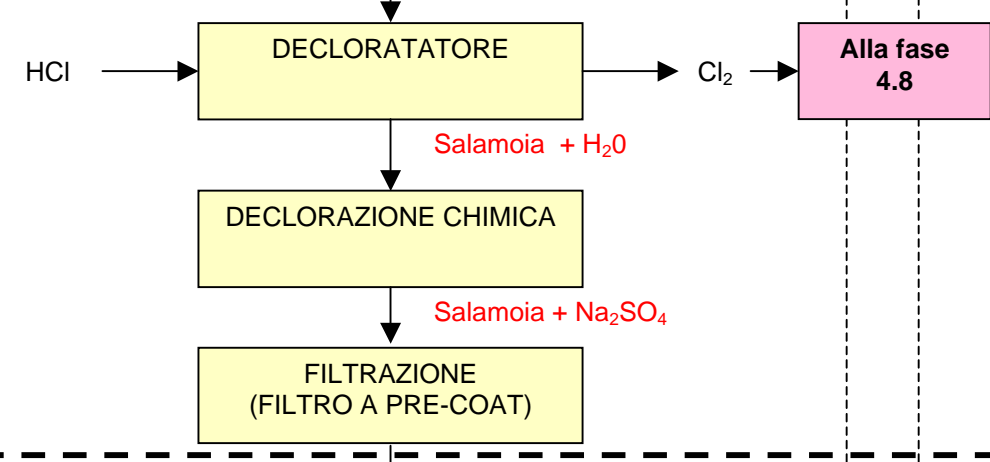 DECLORATATORE
HCl
Cl₂
Alla fase
4.8
Salamoia + H₂0
DECLORAZIONE CHIMICA
Salamoia + Na₂SO₄
FILTRAZIONE
(FILTRO A PRE-COAT)